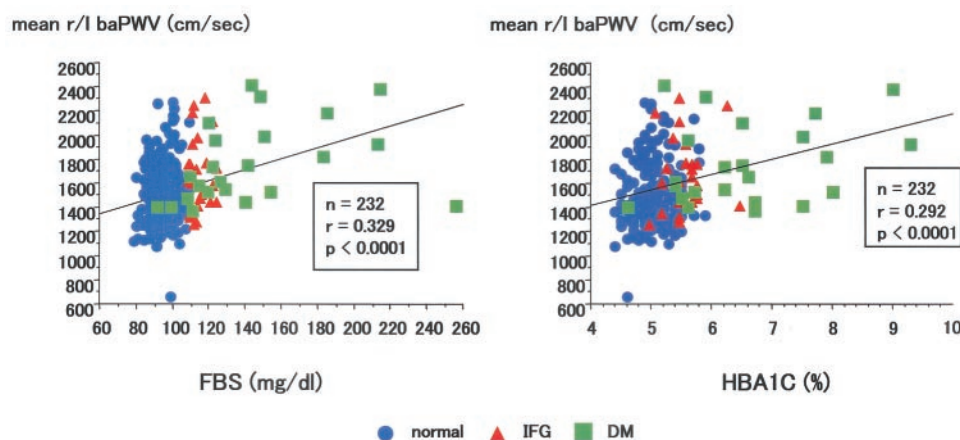 mean r/l baPWV (cm/sec)
2600
2400
2200
2000
1800
1600
1400
1200
1000
800
600
60 80 100 120 140 160 180 200 220 240 260
n = 232
r = 0.329
p < 0.0001
FBS (mg/dl)
mean r/l baPWV (cm/sec)
2600
2400
2200
2000
1800
1600
1400
1200
1000
800
600
4 5 6 7 8 9 10
n = 232
r = 0.292
p < 0.0001
HBA1C (%)
normal IFG DM